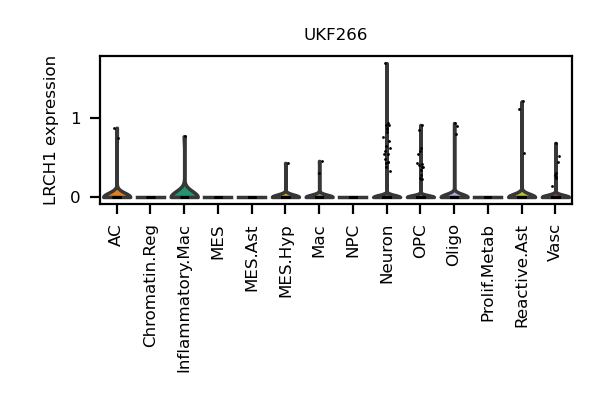 UKF266
LRCH1 expression
1
0
AC
Chromatin.Reg
Inflammatory.Mac
MES
MES.Ast
MES.Hyp
Mac
NPC
Neuron
OPC
Oligo
Prolif.Metab
Reactive.Ast
Vasc